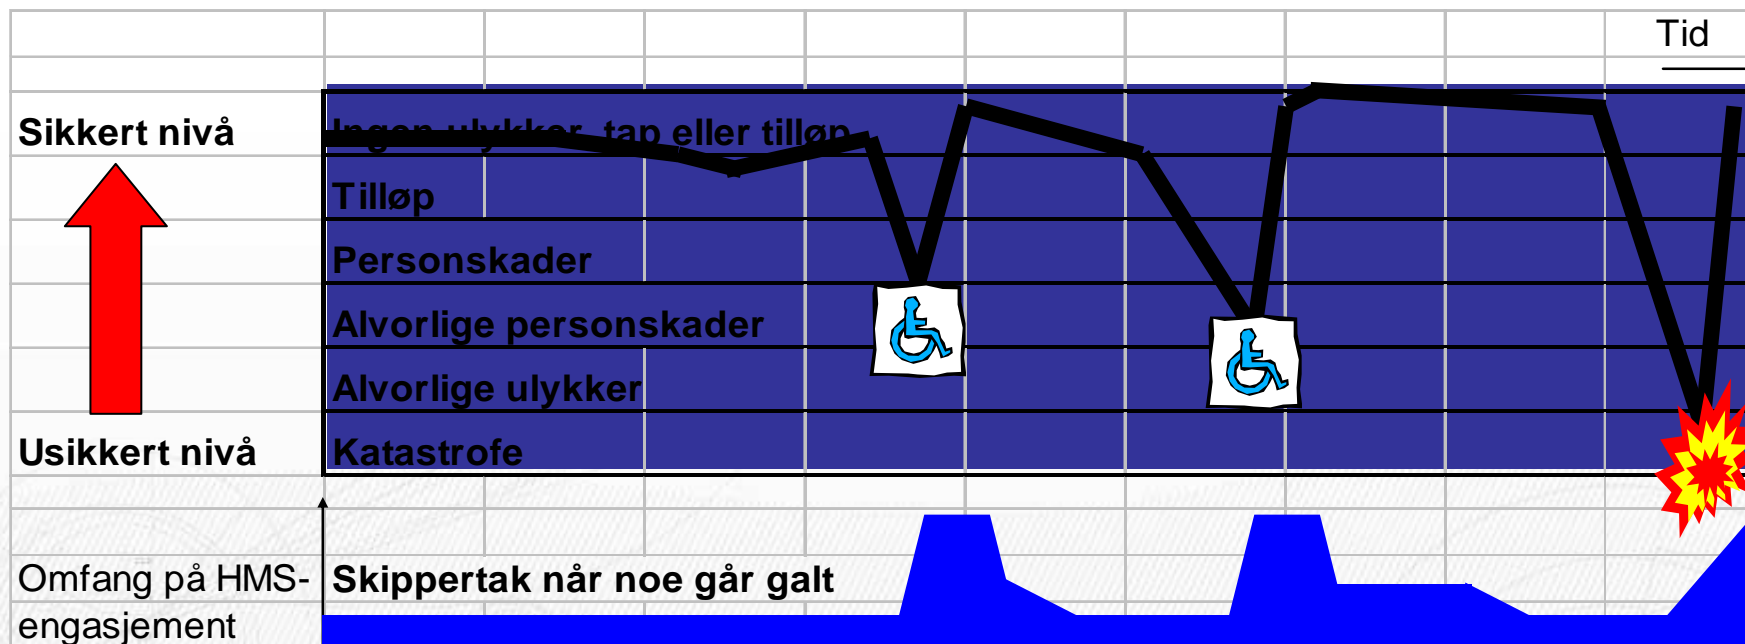 Tid
Sikkert nivå
Ingen ulykker, tap eller tilløp
Tilløp
Personskader
Alvorlige personskader
Alvorlige ulykker
Usikkert nivå
Katastrofe
Omfang på HMS-
engasjement
Skippertak når noe går galt